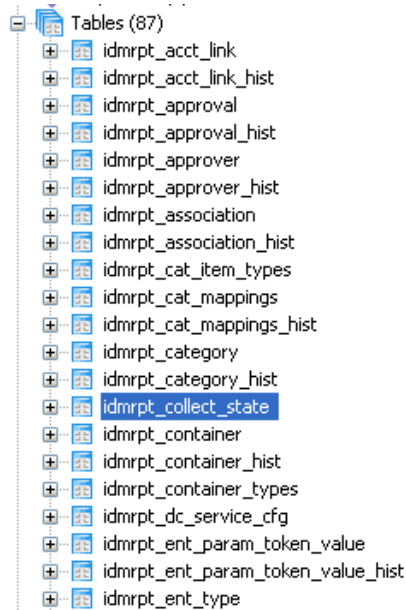 Tables (87)
idmrpt_acct_link
idmrpt_acct_link_hist
idmrpt_approval
idmrpt_approval_hist
idmrpt_approver
idmrpt_approver_hist
idmrpt_association
idmrpt_association_hist
idmrpt_cat_item_types
idmrpt_cat_mappings
idmrpt_cat_mappings_hist
idmrpt_category
idmrpt_category_hist
idmrpt_collect_state
idmrpt_container
idmrpt_container_hist
idmrpt_container_types
idmrpt_dc_service_cfg
idmrpt_ent_param_token_value
idmrpt_ent_param_token_value_hist
idmrpt_ent_type